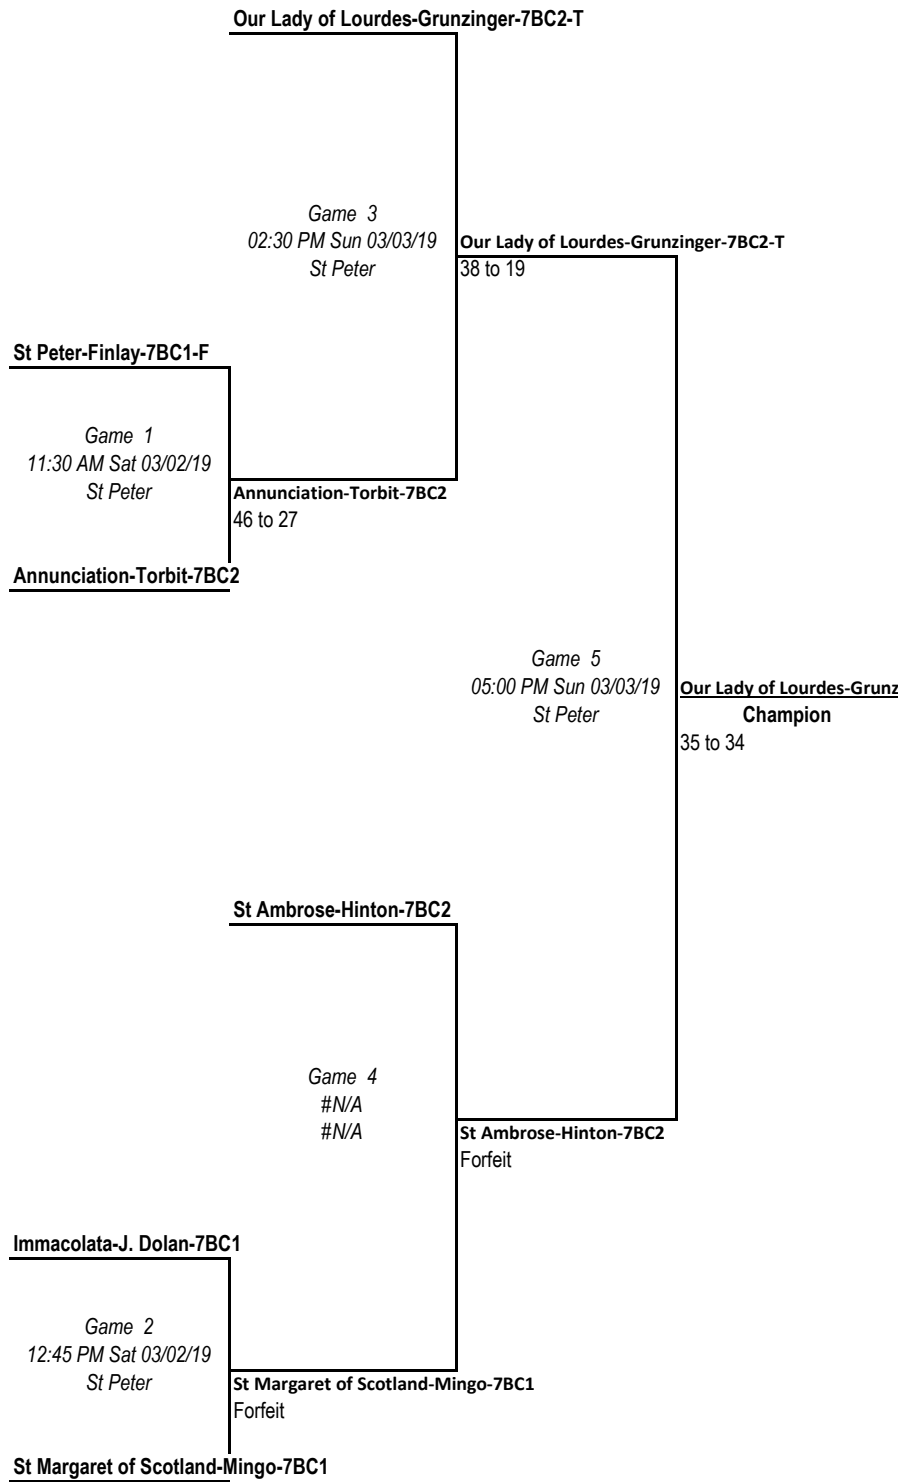 Our Lady of Lourdes-Grunzinger-7BC2-T
Game 3
02:30 PM Sun 03/03/19
St Peter
Our Lady of Lourdes-Grunzinger-7BC2-T
38 to 19
St Peter-Finlay-7BC1-F
Game 1
11:30 AM Sat 03/02/19
St Peter
Annunciation-Torbit-7BC2
46 to 27
Annunciation-Torbit-7BC2
Game 5
05:00 PM Sun 03/03/19
St Peter
Our Lady of Lourdes-Grunz
Champion
35 to 34
St Ambrose-Hinton-7BC2
Game 4
#N/A
#N/A
St Ambrose-Hinton-7BC2
Forfeit
Immacolata-J. Dolan-7BC1
Game 2
12:45 PM Sat 03/02/19
St Peter
St Margaret of Scotland-Mingo-7BC1
Forfeit
St Margaret of Scotland-Mingo-7BC1